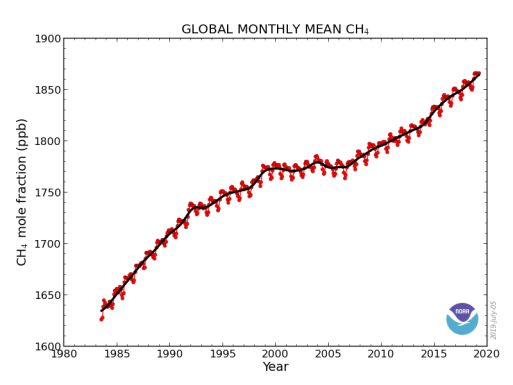 GLOBAL MONTHLY MEAN CH₄
1900
1850
1800
1750
1700
1650
1600
CH₄ mole fraction (ppb)
1980 1985 1990 1995 2000 2005 2010 2015 2020
Year
NOAA
2019-July-05